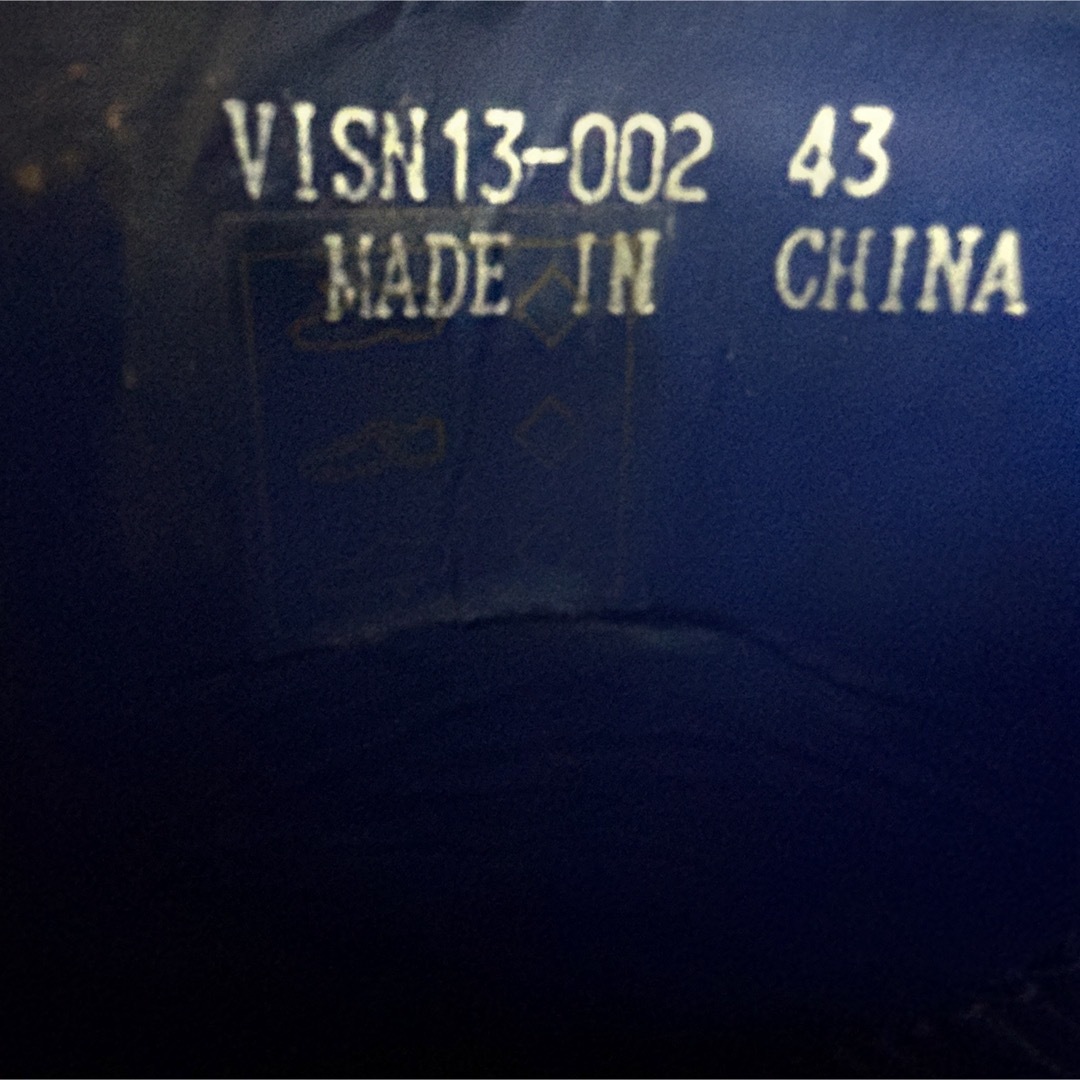 VISN13-002 43
MADE IN CHINA